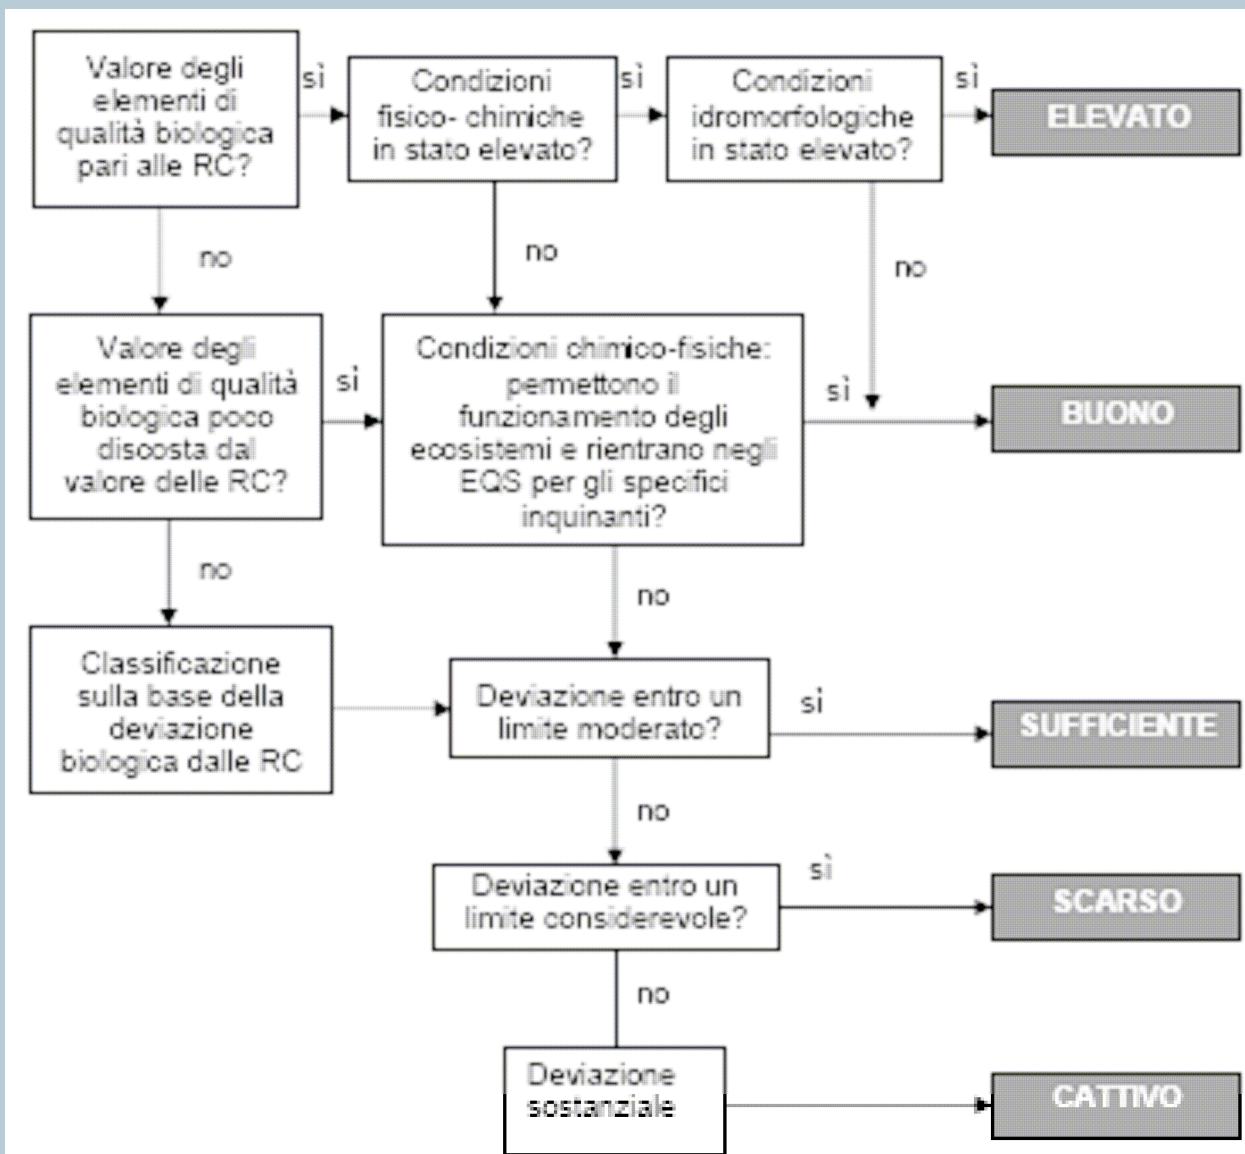 Valore degli
elementi di
qualità biologica
pari alle RC?
sì
Condizioni
fisico- chimiche
in stato elevato?
sì
Condizioni
idromorfologiche
in stato elevato?
sì
ELEVATO
no
no
no
Valore degli
elementi di qualità
biologica poco
discosta dal
valore delle RC?
sì
Condizioni chimico-fisiche:
permettono il
funzionamento degli
ecosistemi e rientrano negli
EQS per gli specifici
inquinanti?
sì
BUONO
no
no
Classificazione
sulla base della
deviazione
biologica dalle RC
Deviazione entro un
limite moderato?
sì
SUFFICIENTE
no
Deviazione entro un
limite considerevole?
sì
SCARSO
no
Deviazione
sostanziale
CATTIVO